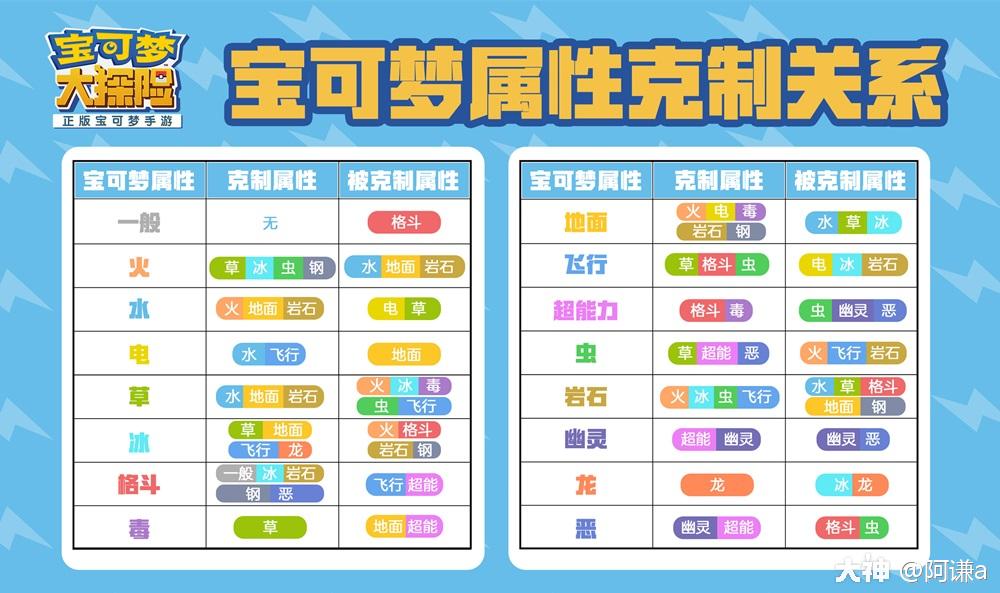 宝可梦
大探险
正版宝可梦手游
宝可梦属性克制关系
宝可梦属性 克制属性 被克制属性
一般 无 格斗
火 草 冰 虫 钢 水 地面 岩石
水 火 地面 岩石 电 草
电 水 飞行 地面
草 水 地面 岩石 火 冰 毒 虫 飞行
冰 草 地面 飞行 龙 火 格斗 岩石 钢
格斗 一般 冰 岩石 钢 恶 飞行 超能
毒 草 地面 超能
宝可梦属性 克制属性 被克制属性
地面 火 电 毒 岩石 钢 水 草 冰
飞行 草 格斗 虫 电 冰 岩石
超能力 格斗 毒 虫 幽灵 恶
虫 草 超能 恶 火 飞行 岩石
岩石 火 冰 虫 飞行 水 草 格斗 地面 钢
幽灵 超能 幽灵 幽灵 恶
龙 龙 冰 龙
恶 幽灵 超能 格斗 虫
大神 @阿谦a